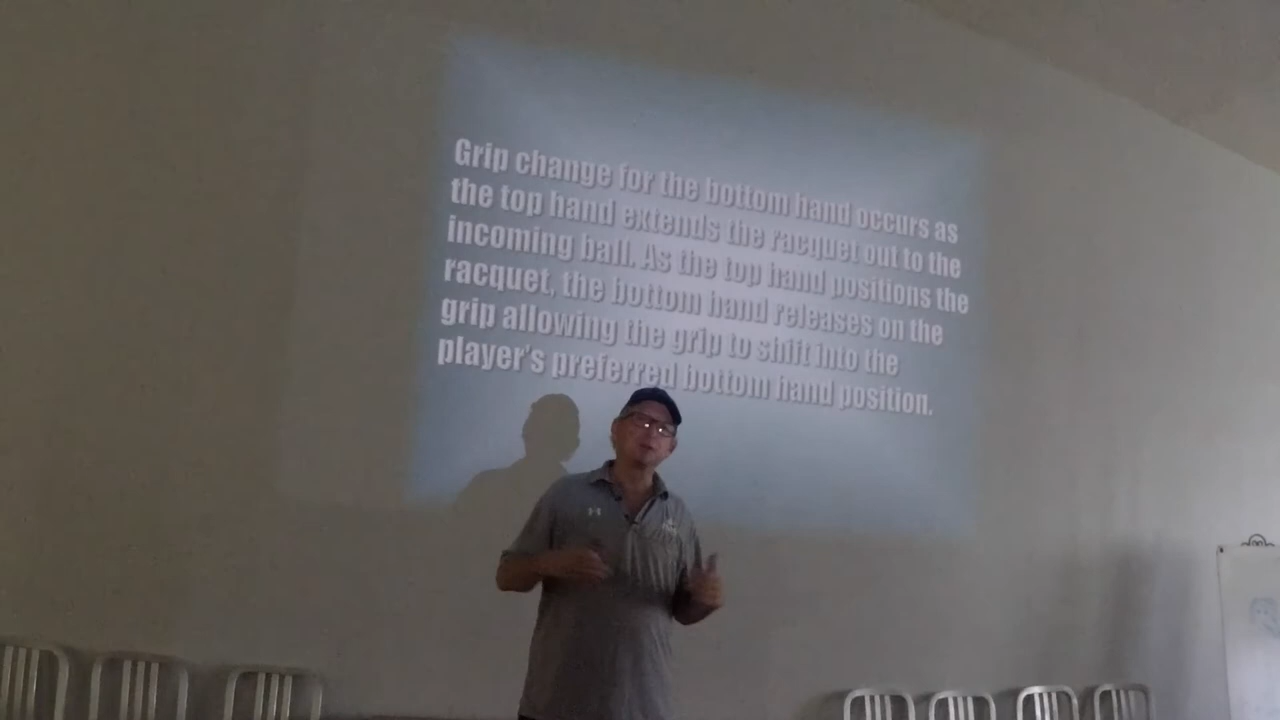 Grip change for the bottom hand occurs as
the top hand extends the racquet out to the
incoming ball. As the top hand positions the
racquet, the bottom hand releases on the
grip allowing the grip to shift into the
player's preferred bottom hand position.